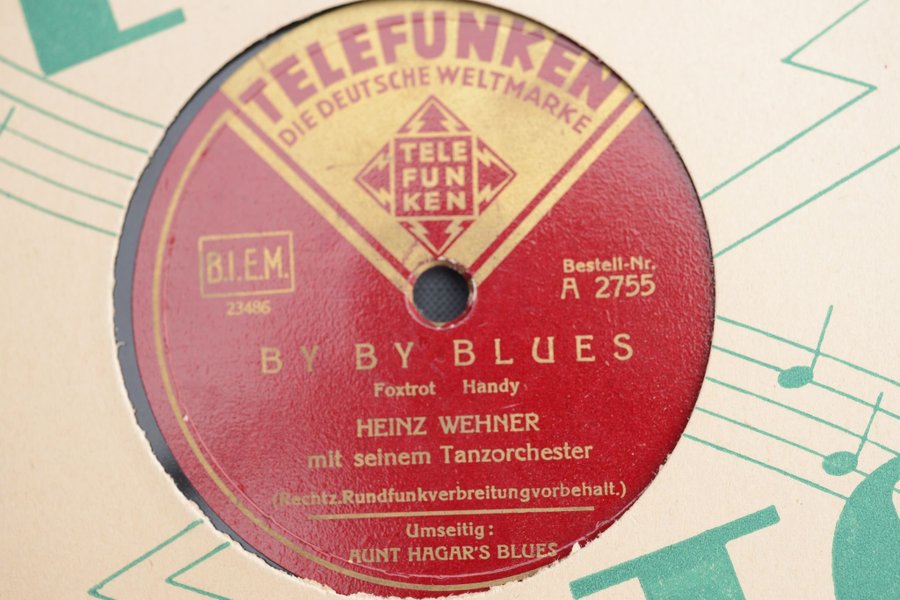 TELEFUNKEN
DIE DEUTSCHE WELTMARKE
TELE
FUN
KEN
B.I.E.M.
23486
Bestell-Nr.
A 2755
BY BY BLUES
Foxtrot Handy
HEINZ WEHNER
mit seinem Tanzorchester
(Rechtz.Rundfunkverbreitungvorbehalt.)
Umseitig:
AUNT HAGAR'S BLUES